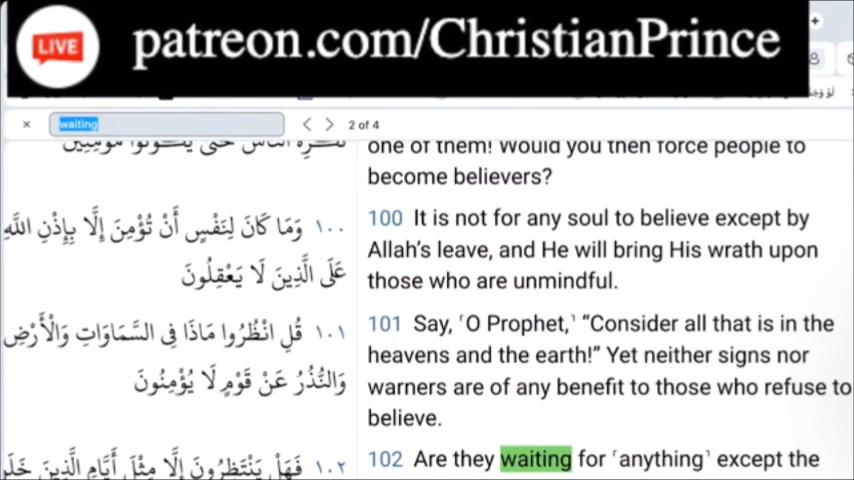 LIVE patreon.com/ChristianPrince
waiting 2 of 4
one of them! Would you then force people to
become believers?
١٠٠ وَمَا كَانَ لِنَفْسٍ أَنْ تُؤْمِنَ إِلَّا بِإِذْنِ اللَّهِ
عَلَى الَّذِينَ لَا يَعْقِلُونَ
100 It is not for any soul to believe except by
Allah’s leave, and He will bring His wrath upon
those who are unmindful.
١٠١ قُلِ انْظُرُوا مَاذَا فِي السَّمَاوَاتِ وَالْأَرْضِ
وَالنُّذُرُ عَنْ قَوْمٍ لَا يُؤْمِنُونَ
101 Say, ˹O Prophet,˺ “Consider all that is in the
heavens and the earth!” Yet neither signs nor
warners are of any benefit to those who refuse to
believe.
١٠٢ فَهَلْ يَنْتَظِرُونَ إِلَّا مِثْلَ أَيَّامِ الَّذِينَ
102 Are they waiting for ˹anything˺ except the